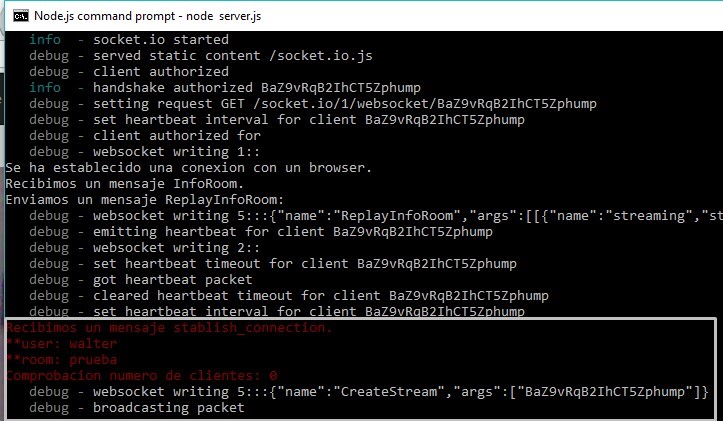 Node.js command prompt - node server.js
info - socket.io started
debug - served static content /socket.io.js
debug - client authorized
info - handshake authorized BaZ9vRqB2IhCT5Zphump
debug - setting request GET /socket.io/1/websocket/BaZ9vRqB2IhCT5Zphump
debug - set heartbeat interval for client BaZ9vRqB2IhCT5Zphump
debug - client authorized for
debug - websocket writing 1::
Se ha establecido una conexion con un browser.
Recibimos un mensaje InfoRoom.
Enviamos un mensaje ReplayInfoRoom:
debug - websocket writing 5:::{"name":"ReplayInfoRoom","args":[[[{"name":"streaming","st
debug - emitting heartbeat for client BaZ9vRqB2IhCT5Zphump
debug - websocket writing 2::
debug - set heartbeat timeout for client BaZ9vRqB2IhCT5Zphump
debug - got heartbeat packet
debug - cleared heartbeat timeout for client BaZ9vRqB2IhCT5Zphump
debug - set heartbeat interval for client BaZ9vRqB2IhCT5Zphump
Recibimos un mensaje stablish_connection.
**user: walter
**room: prueba
Comprobacion numero de clientes: 0
debug - websocket writing 5:::{"name":"CreateStream","args":["BaZ9vRqB2IhCT5Zphump"]}
debug - broadcasting packet